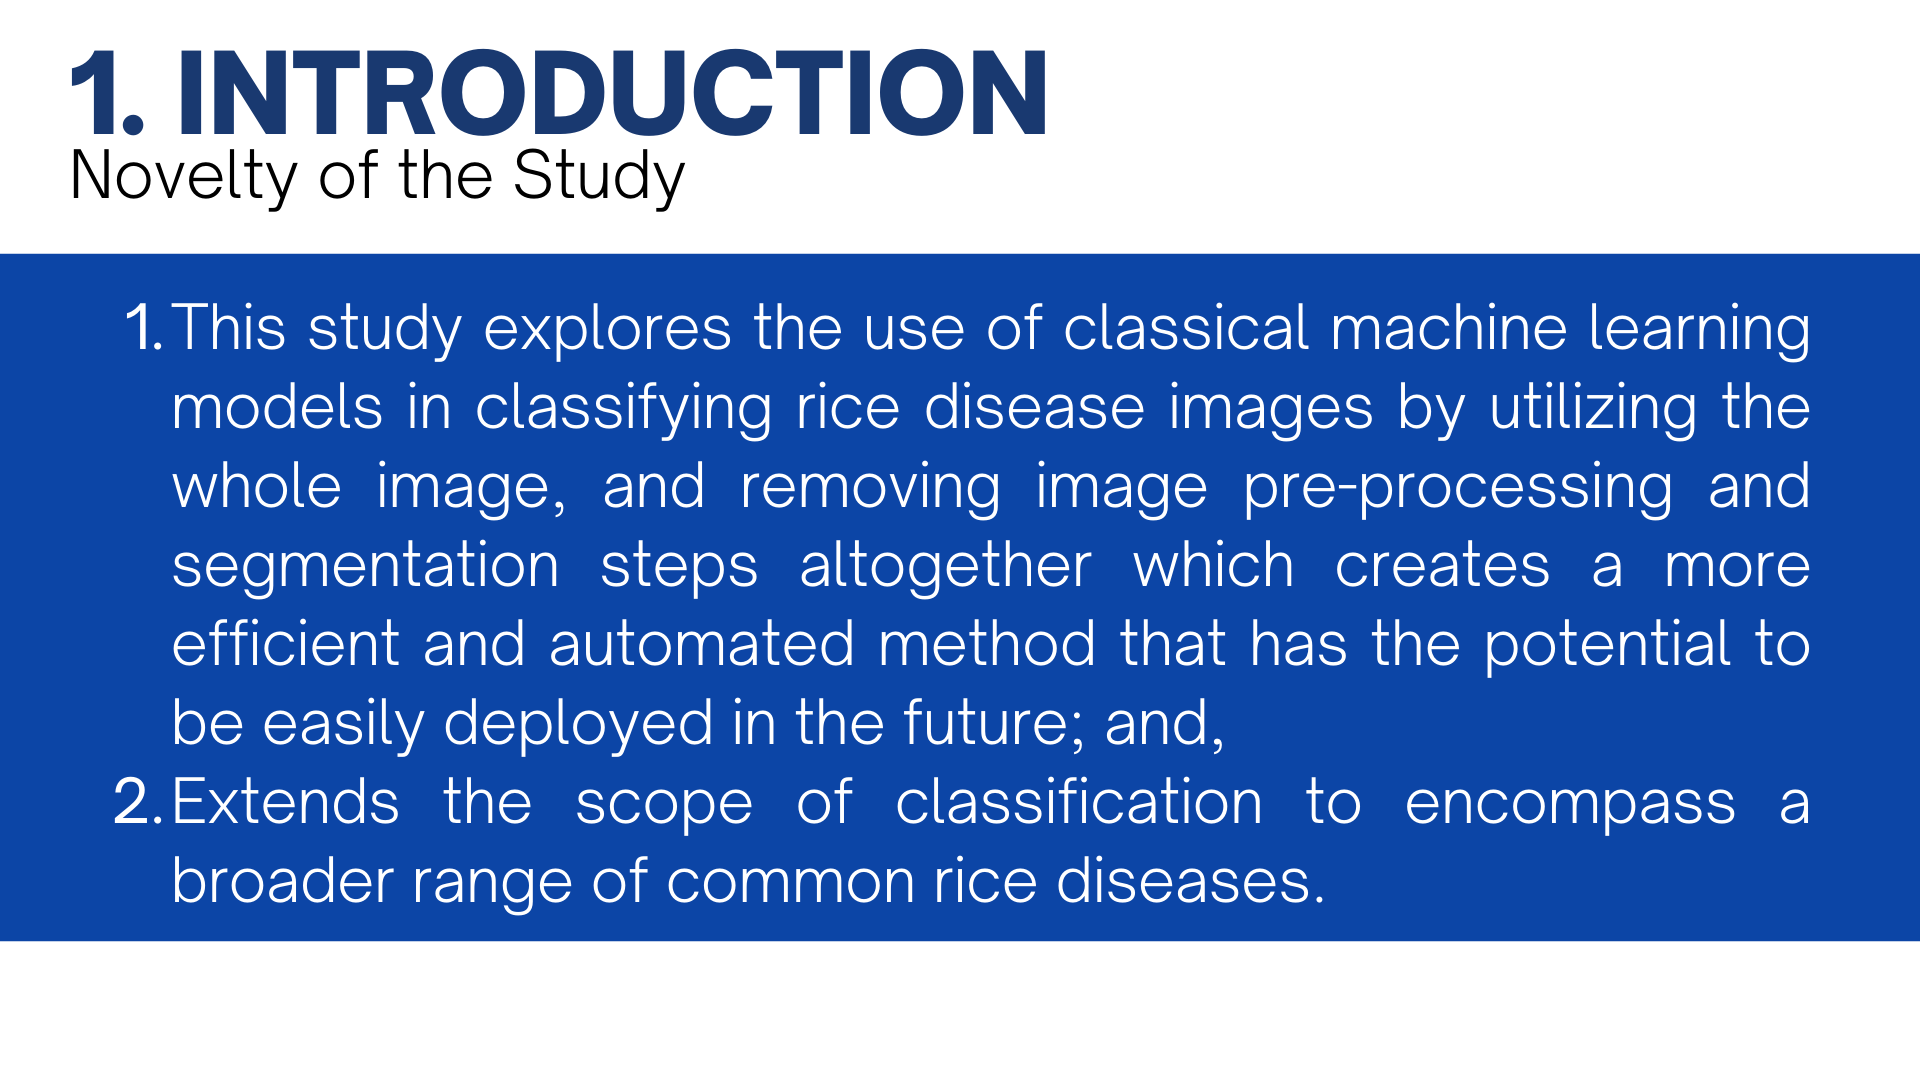 1. INTRODUCTION
Novelty of the Study
1. This study explores the use of classical machine learning
models in classifying rice disease images by utilizing the
whole image, and removing image pre-processing and
segmentation steps altogether which creates a more
efficient and automated method that has the potential to
be easily deployed in the future; and,
2. Extends the scope of classification to encompass a
broader range of common rice diseases.